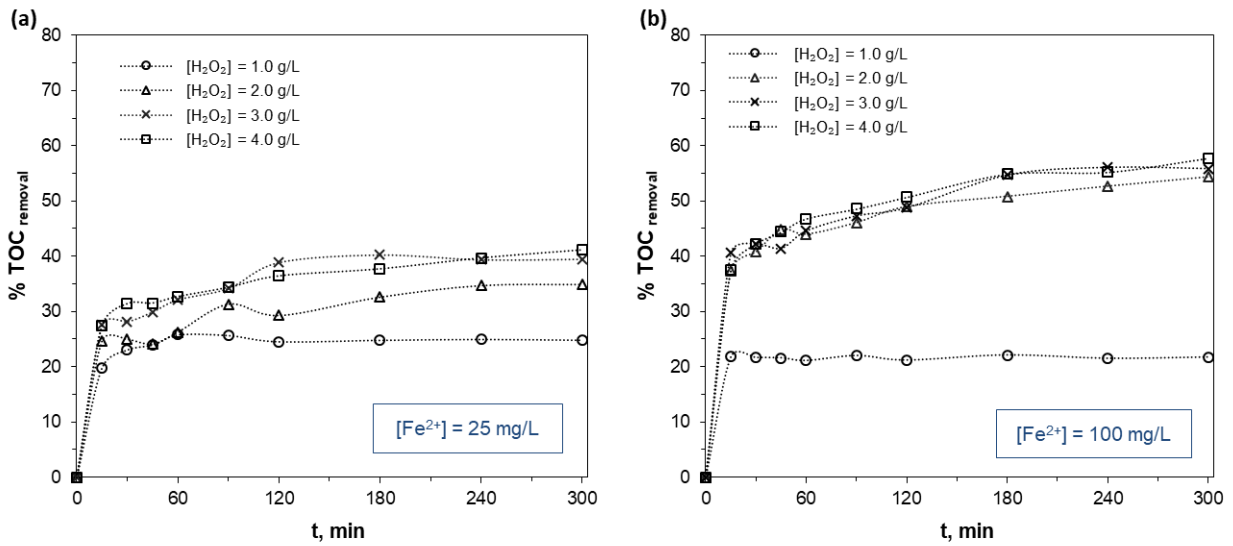 (a)
80
70
60
50
40
30
20
10
0
% TOC removal
[H₂O₂] = 1.0 g/L
[H₂O₂] = 2.0 g/L
[H₂O₂] = 3.0 g/L
[H₂O₂] = 4.0 g/L
[Fe²⁺] = 25 mg/L
0 60 120 180 240 300
t, min
(b)
80
70
60
50
40
30
20
10
0
% TOC removal
[H₂O₂] = 1.0 g/L
[H₂O₂] = 2.0 g/L
[H₂O₂] = 3.0 g/L
[H₂O₂] = 4.0 g/L
[Fe²⁺] = 100 mg/L
0 60 120 180 240 300
t, min